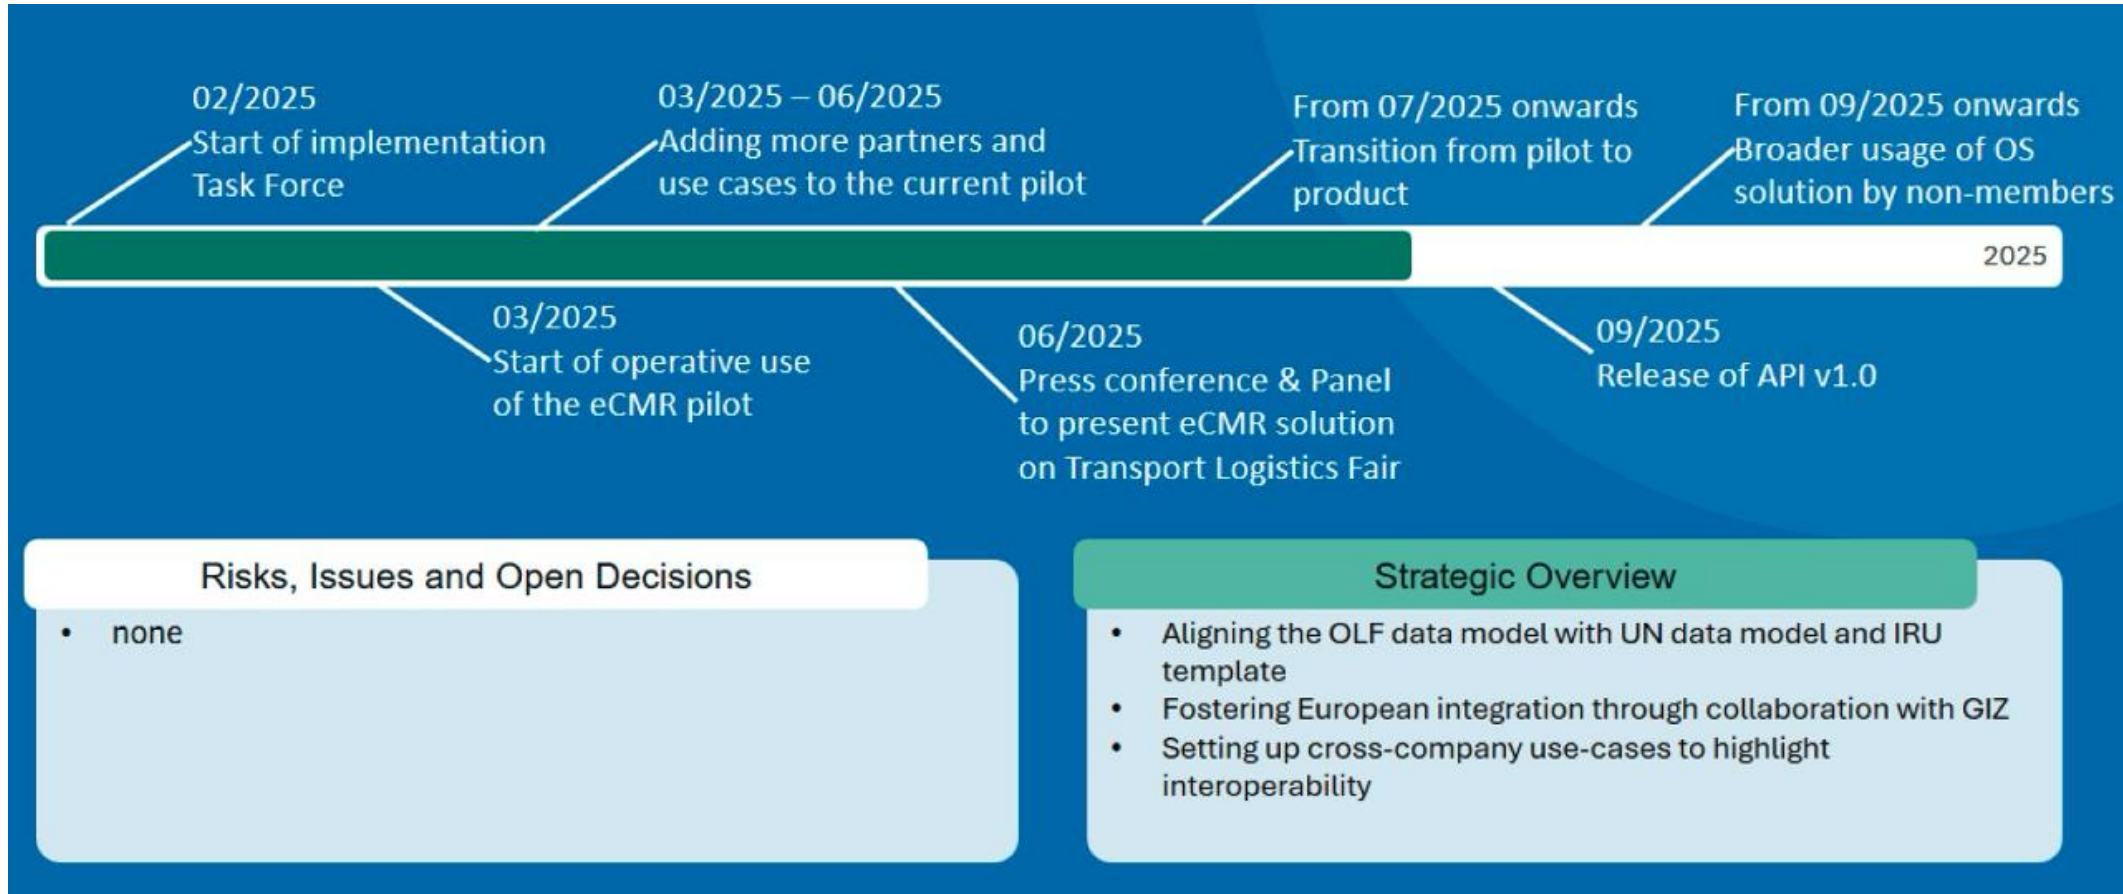 02/2025
Start of implementation
Task Force
03/2025 – 06/2025
Adding more partners and
use cases to the current pilot
From 07/2025 onwards
Transition from pilot to
product
From 09/2025 onwards
Broader usage of OS
solution by non-members
2025
03/2025
Start of operative use
of the eCMR pilot
06/2025
Press conference & Panel
to present eCMR solution
on Transport Logistics Fair
09/2025
Release of API v1.0
Risks, Issues and Open Decisions
• none
Strategic Overview
• Aligning the OLF data model with UN data model and IRU
template
• Fostering European integration through collaboration with GIZ
• Setting up cross-company use-cases to highlight
interoperability